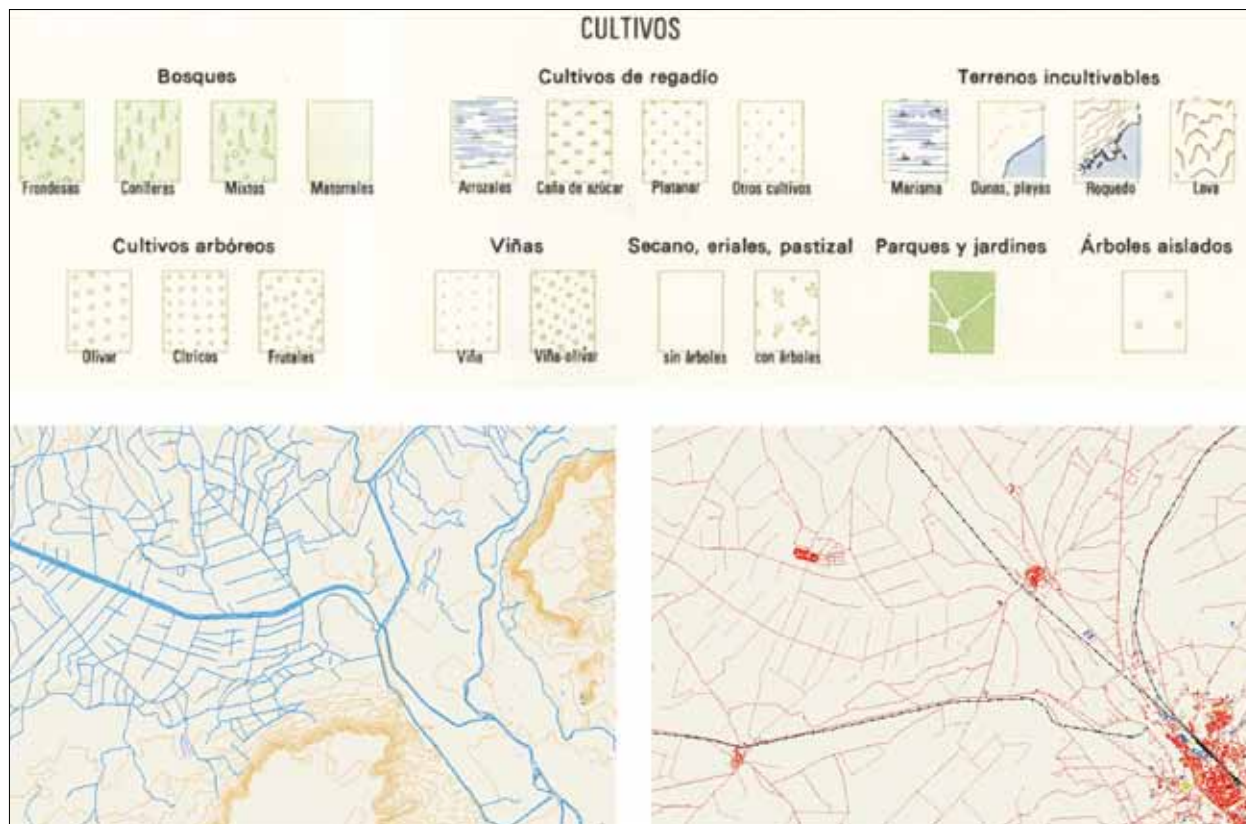 CULTIVOS
Bosques
Cultivos de regadío
Terrenos incultivables
Frondosas
Coníferas
Mixtos
Matorrales
Arrozales
Caña de azúcar
Platanar
Otros cultivos
Marisma
Dunas, playas
Roquedo
Lava
Cultivos arbóreos
Viñas
Secano, eriales, pastizal
Parques y jardines
Árboles aislados
Olivar
Cítricos
Frutales
Viña
Viña-olivar
sin árboles
con árboles